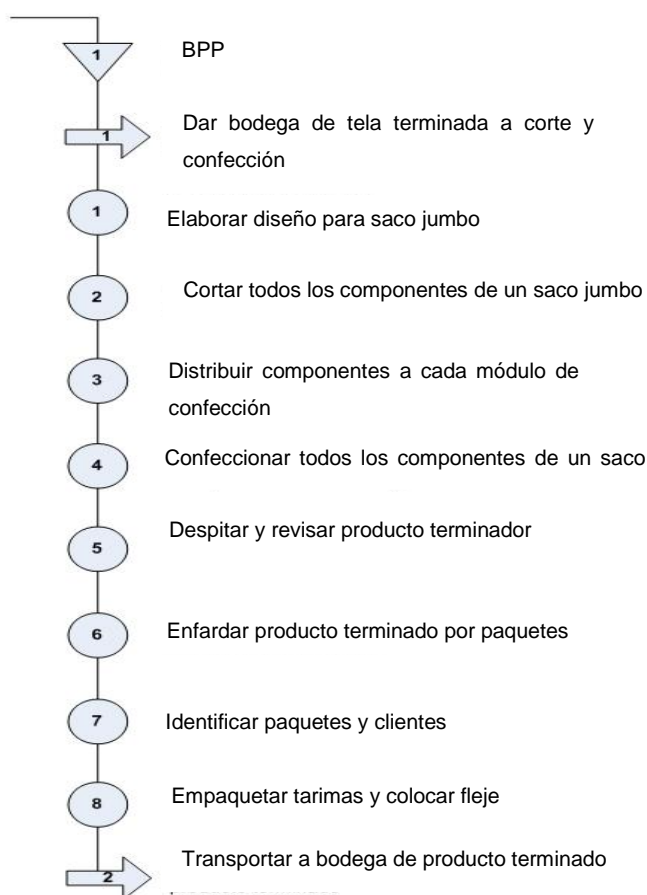 1
BPP
1
Dar bodega de tela terminada a corte y
confección
1
Elaborar diseño para saco jumbo
2
Cortar todos los componentes de un saco jumbo
3
Distribuir componentes a cada módulo de
confección
4
Confeccionar todos los componentes de un saco
5
Despitar y revisar producto terminador
6
Enfardar producto terminado por paquetes
7
Identificar paquetes y clientes
8
Empaquetar tarimas y colocar fleje
2
Transportar a bodega de producto terminado